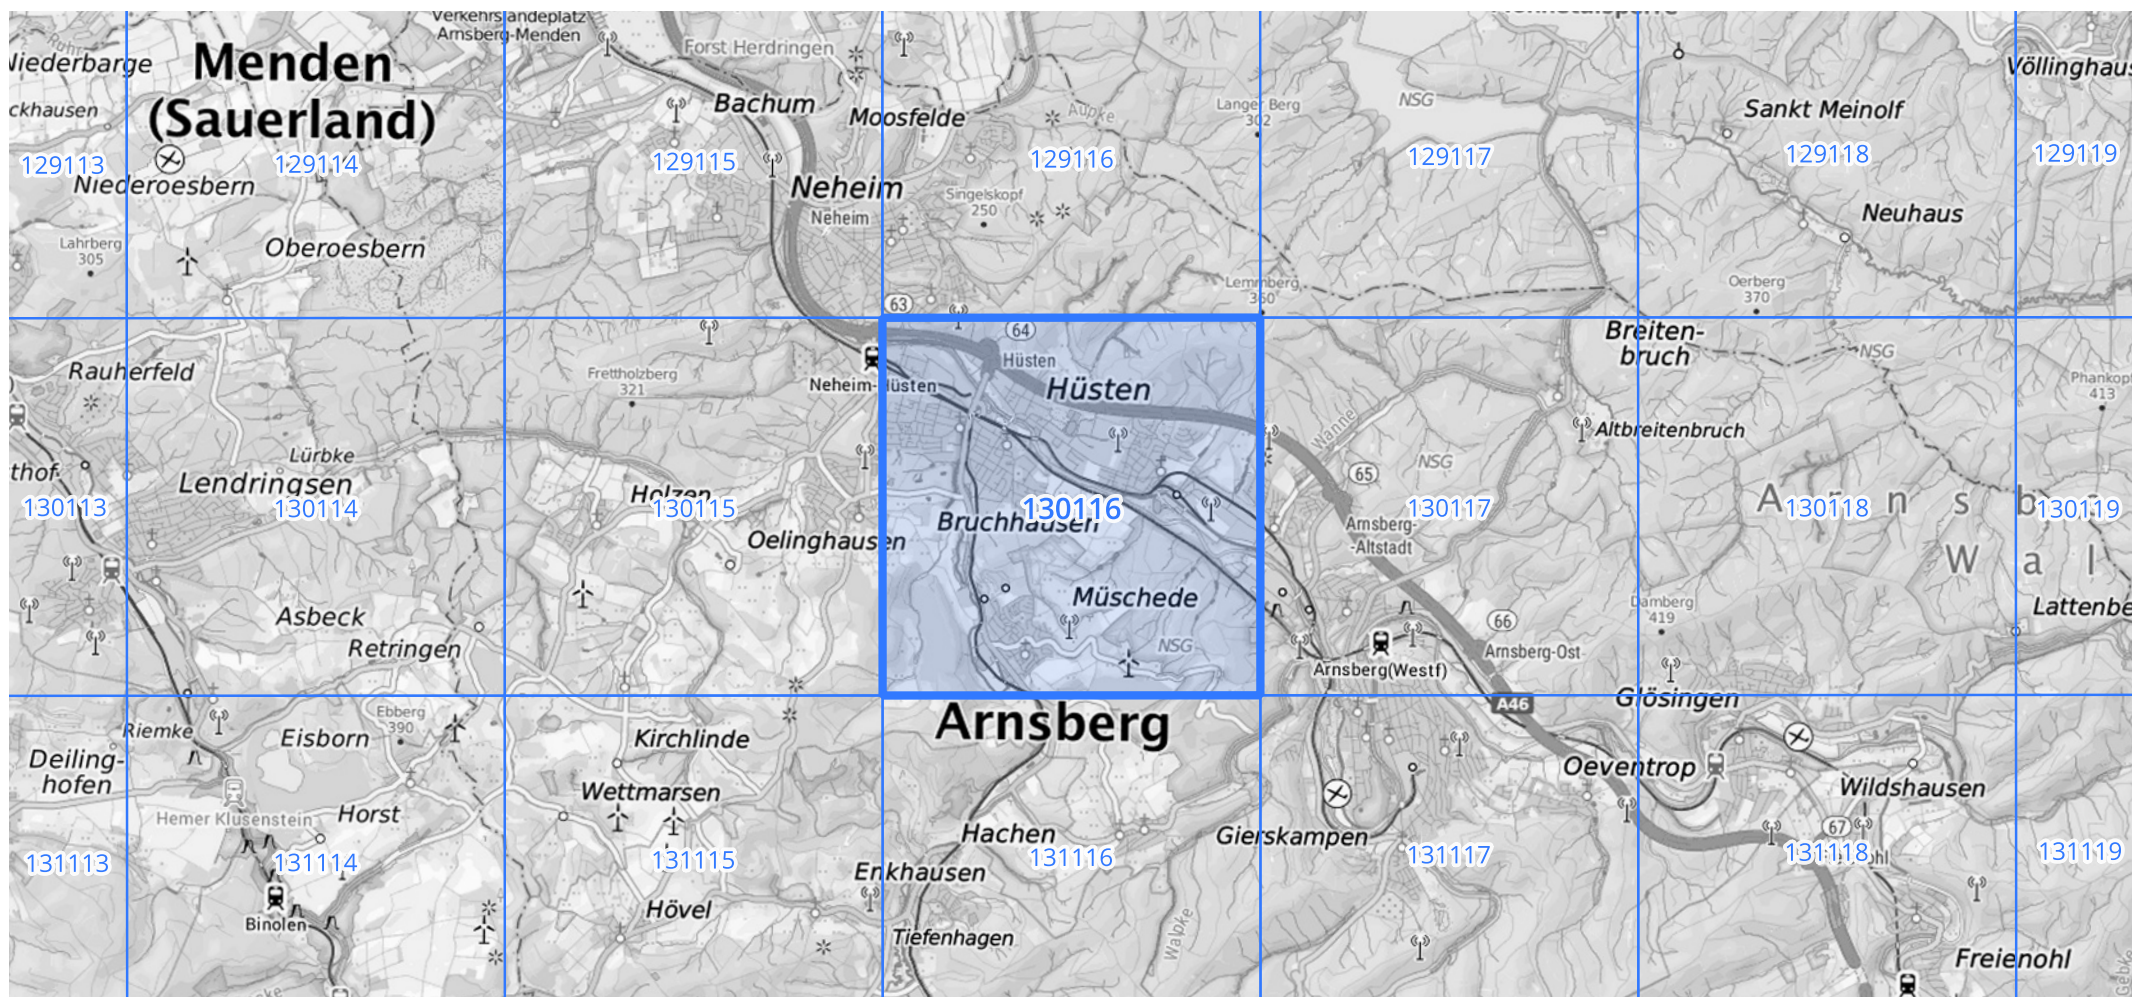 Verkehrslandeplatz
Arnsberg-Menden
Ruhr
Niederbarge
Menden
(Sauerland)
Forst Herdringen
Völlinghaus
ckhausen
Bachum
Moosfelde
Aupke
Langer Berg
302
NSG
Sankt Meinolf
129113
129114
129115
129116
129117
129118
129119
Niederoesbern
Neheim
Neheim
Singelskopf
250
Neuhaus
Lahrberg
305
Oberoesbern
Lemmberg
360
Oerberg
370
63
64
Hüsten
Breiten-
bruch
NSG
Rauherfeld
Frettholzberg
321
Neheim-Hüsten
Hüsten
Phankopf
413
Wanne
Altbreitenbruch
Lürbke
thof
Lendringsen
Holzen
65
NSG
130113
130114
130115
130116
130117
130118
130119
A r n s b
W a l
Bruchhausen
Oelinghausen
Arnsberg-
-Altstadt
Asbeck
Retringen
Müschede
NSG
Damberg
419
Lattenbe
66
Arnsberg-Ost
Arnsberg(Westf)
Glösingen
A46
Riemke
Ebberg
390
Eisborn
Kirchlinde
Arnsberg
Deiling-
hofen
Oeventrop
Wettmarsen
Wildshausen
Hemer Klusenstein
Horst
Hachen
Gierskampen
67
131113
131114
131115
131116
131117
131118
131119
Enkhausen
Binolen
Hövel
Tiefenhagen
Walpke
Freienohl